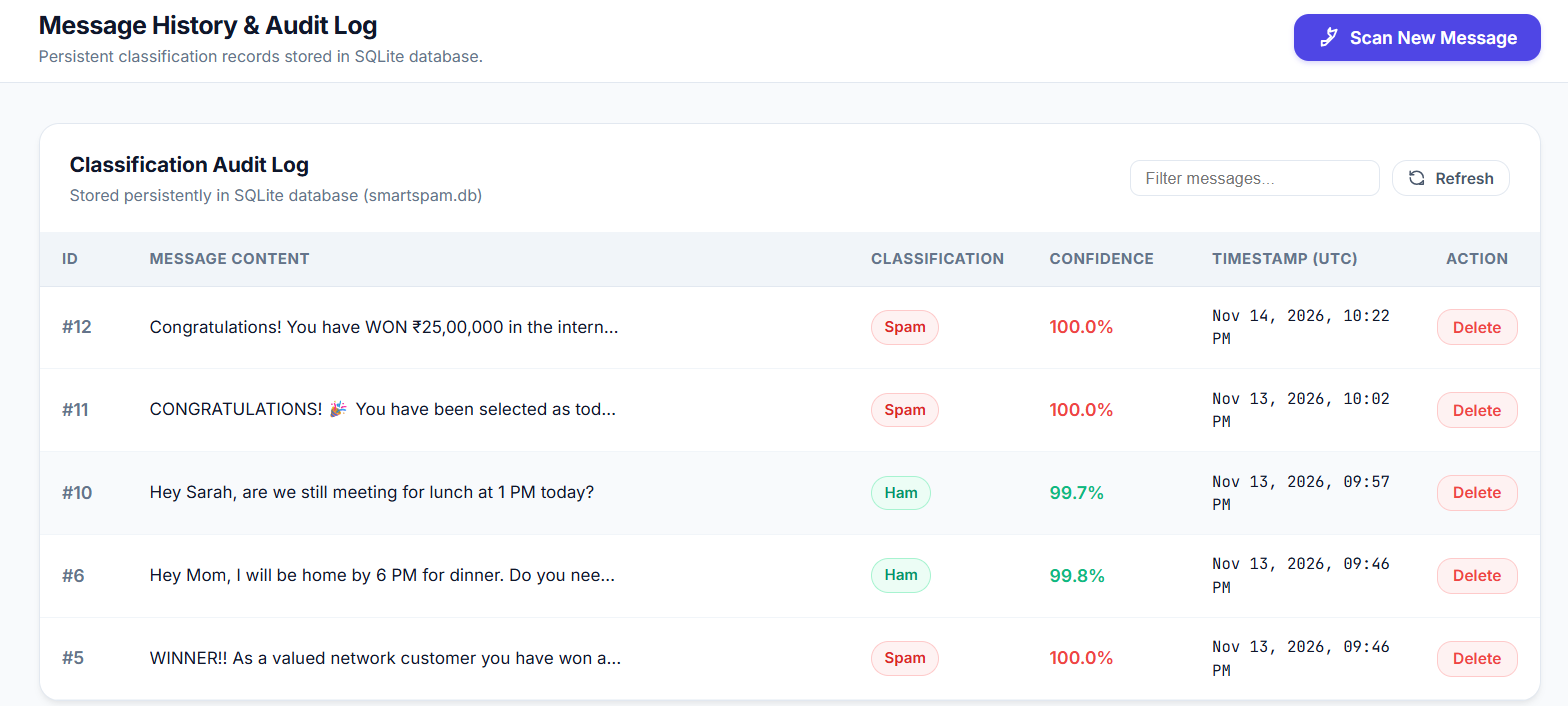 Message History & Audit Log
Persistent classification records stored in SQLite database.
Scan New Message
Classification Audit Log
Stored persistently in SQLite database (smartspam.db)
Filter messages...
Refresh
ID MESSAGE CONTENT CLASSIFICATION CONFIDENCE TIMESTAMP (UTC) ACTION
#12 Congratulations! You have WON ₹25,00,000 in the intern... Spam 100.0% Nov 14, 2026, 10:22 PM Delete
#11 CONGRATULATIONS! 🎉 You have been selected as tod... Spam 100.0% Nov 13, 2026, 10:02 PM Delete
#10 Hey Sarah, are we still meeting for lunch at 1 PM today? Ham 99.7% Nov 13, 2026, 09:57 PM Delete
#6 Hey Mom, I will be home by 6 PM for dinner. Do you nee... Ham 99.8% Nov 13, 2026, 09:46 PM Delete
#5 WINNER!! As a valued network customer you have won a... Spam 100.0% Nov 13, 2026, 09:46 PM Delete